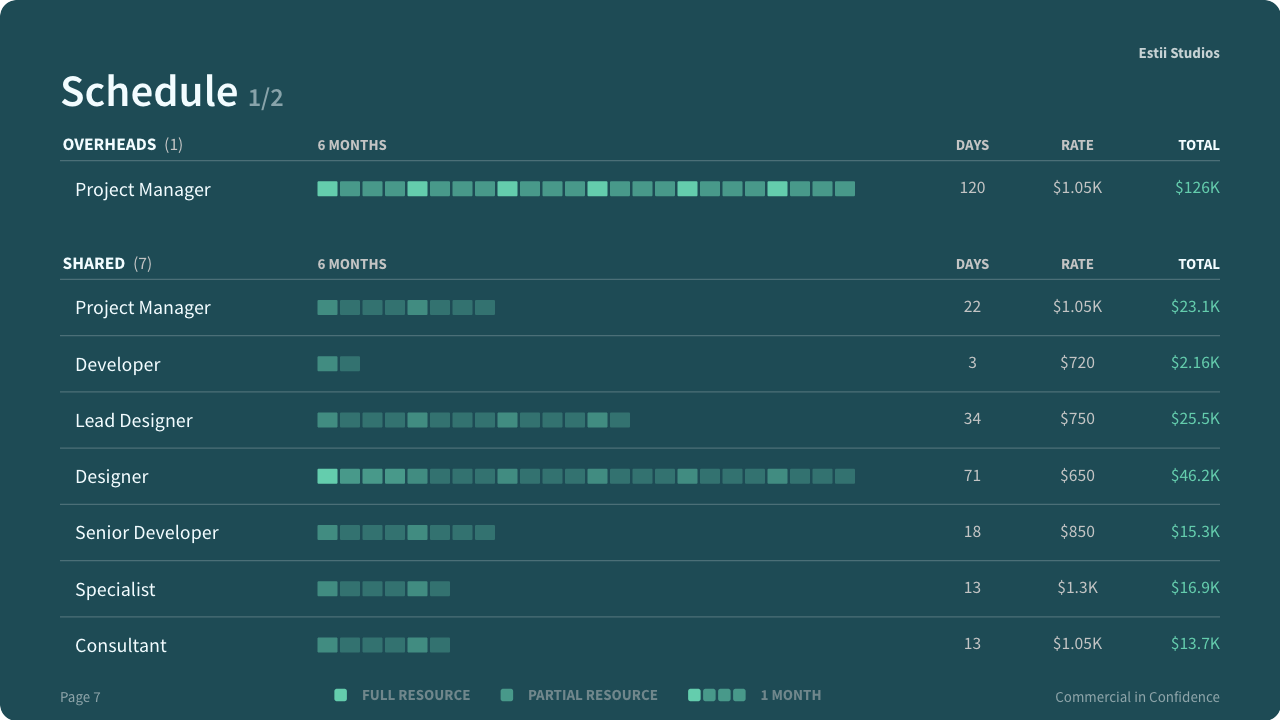 Estii Studios
Schedule 1/2
OVERHEADS (1) 6 MONTHS DAYS RATE TOTAL
Project Manager 120 $1.05K $126K
SHARED (7) 6 MONTHS DAYS RATE TOTAL
Project Manager 22 $1.05K $23.1K
Developer 3 $720 $2.16K
Lead Designer 34 $750 $25.5K
Designer 71 $650 $46.2K
Senior Developer 18 $850 $15.3K
Specialist 13 $1.3K $16.9K
Consultant 13 $1.05K $13.7K
Page 7 FULL RESOURCE PARTIAL RESOURCE 1 MONTH Commercial in Confidence